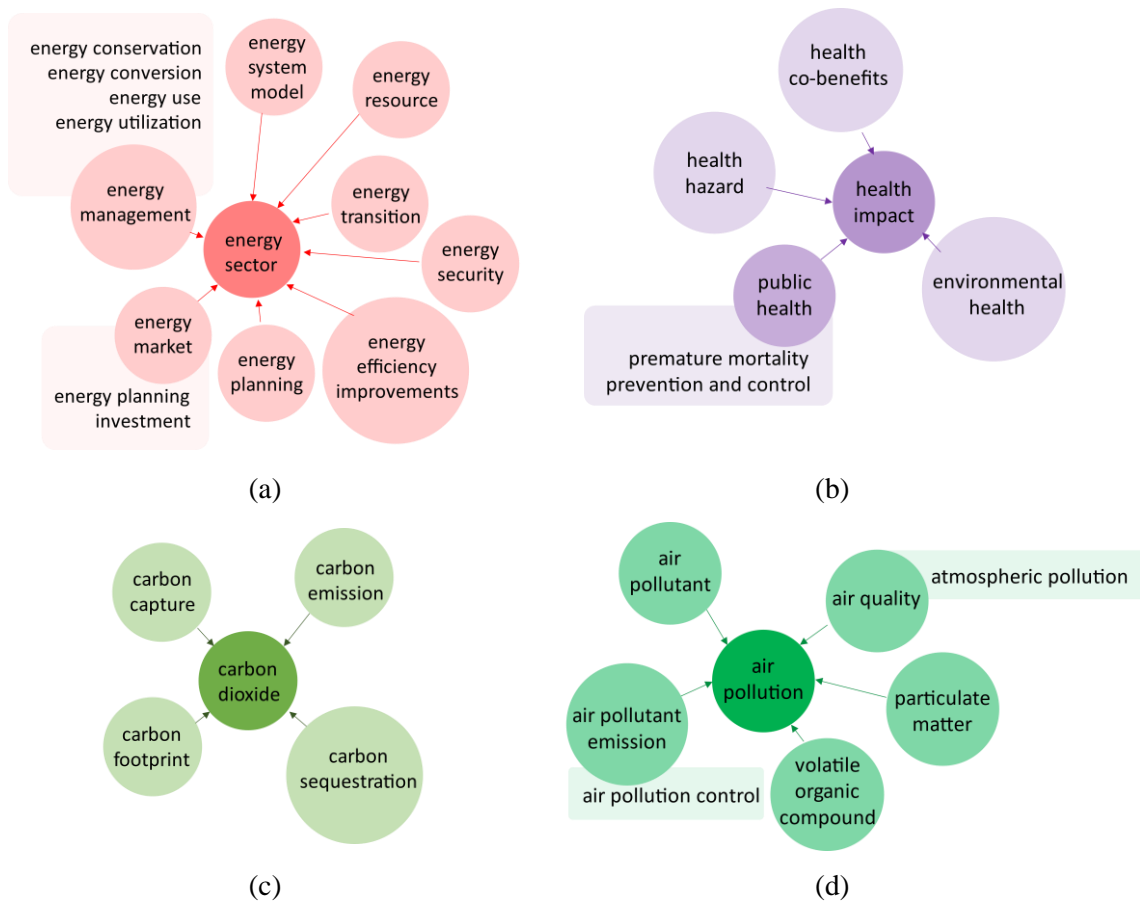 energy conservation
energy conversion
energy use
energy utilization
energy
system
model
energy
resource
energy
management
energy
transition
energy
sector
energy
security
energy
market
energy
planning
energy
efficiency
improvements
energy planning
investment
(a)
health
co-benefits
health
hazard
health
impact
public
health
environmental
health
premature mortality
prevention and control
(b)
carbon
capture
carbon
emission
carbon
dioxide
carbon
footprint
carbon
sequestration
(c)
air
pollutant
air quality
atmospheric pollution
air
pollution
particulate
matter
air pollutant
emission
air pollution control
volatile
organic
compound
(d)